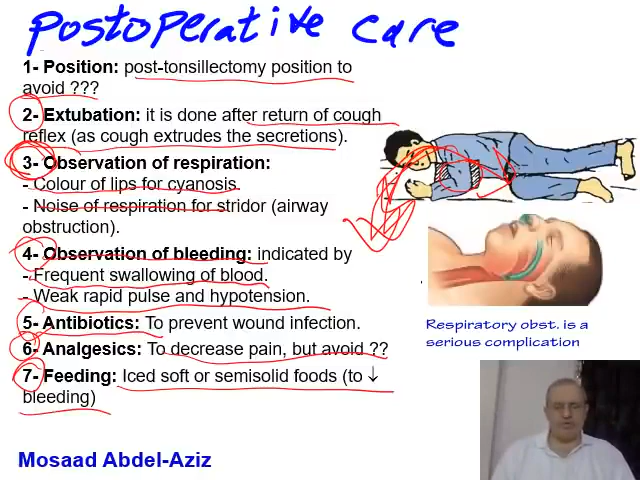 Postoperative care
1- Position: post-tonsillectomy position to
avoid ???
2- Extubation: it is done after return of cough
reflex (as cough extrudes the secretions).
3- Observation of respiration:
- Colour of lips for cyanosis
- Noise of respiration for stridor (airway
obstruction).
4- Observation of bleeding: indicated by
- Frequent swallowing of blood.
- Weak rapid pulse and hypotension.
5- Antibiotics: To prevent wound infection.
6- Analgesics: To decrease pain, but avoid ??
7- Feeding: Iced soft or semisolid foods (to ↓
bleeding)
Respiratory obst. is a
serious complication
Mosaad Abdel-Aziz